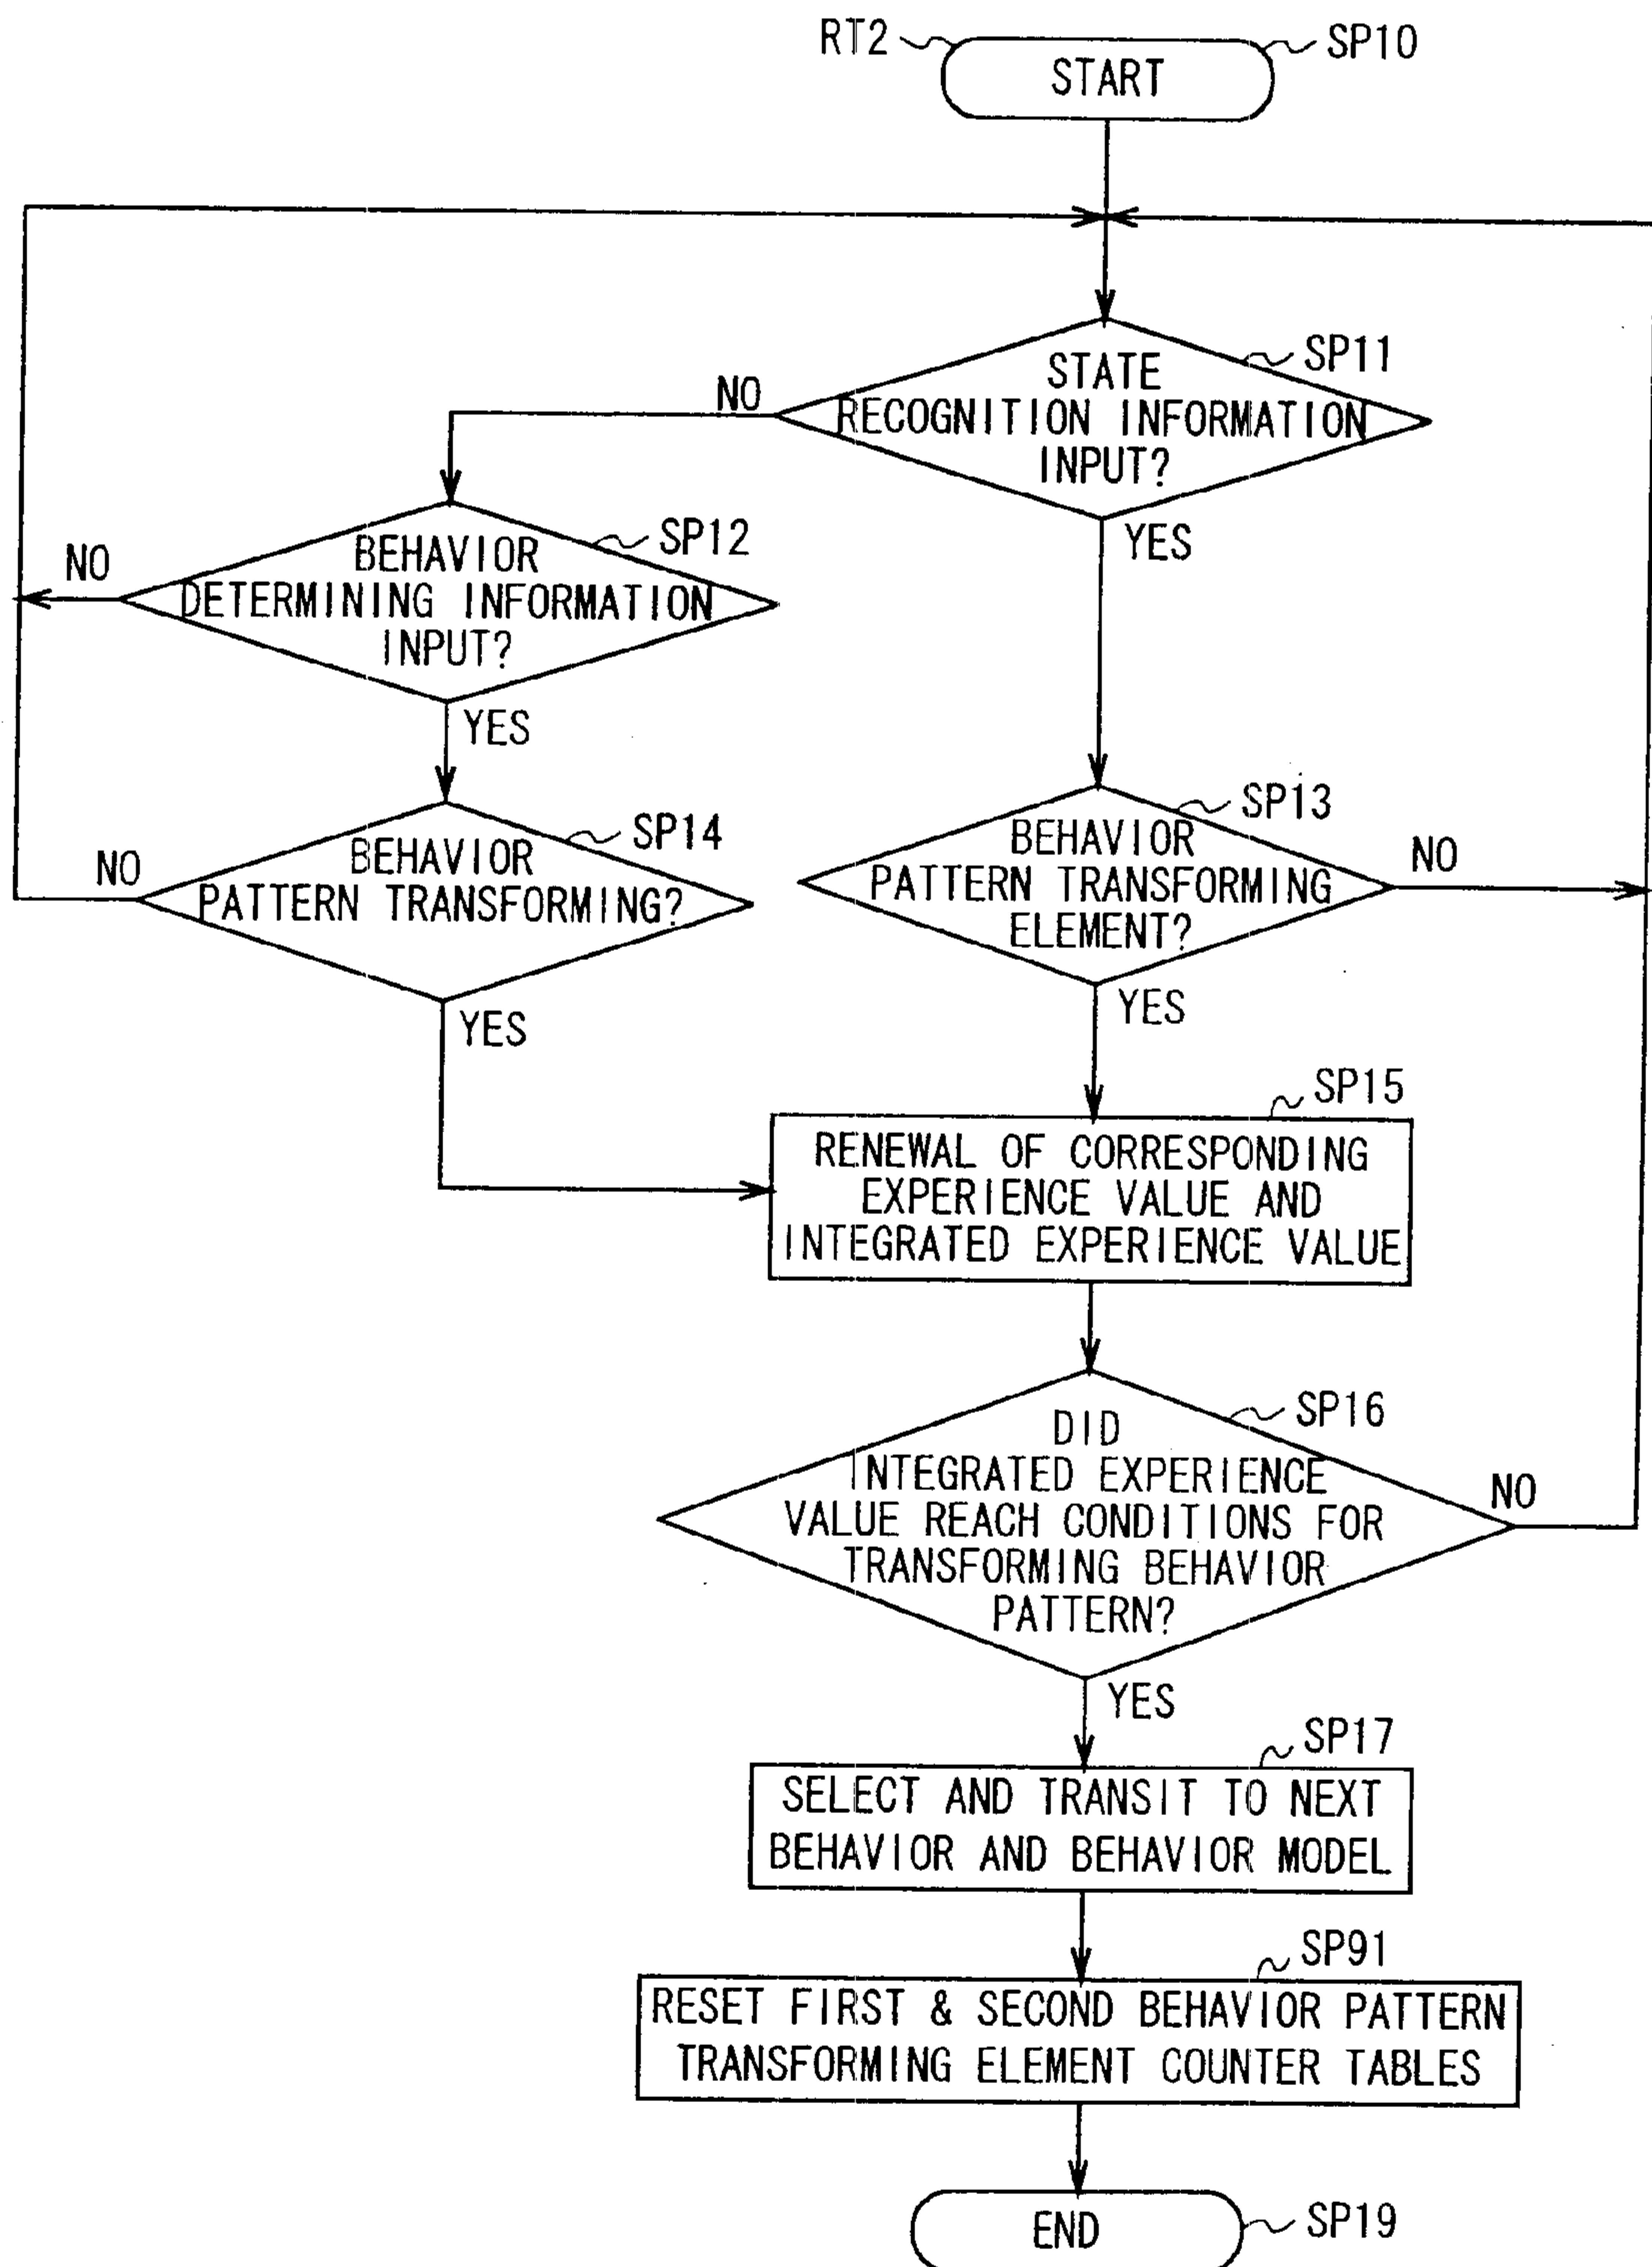 RT2
SP10
START
SP11
STATE
RECOGNITION INFORMATION
INPUT?
NO
YES
SP12
BEHAVIOR
DETERMINING INFORMATION
INPUT?
NO
YES
SP13
BEHAVIOR
PATTERN TRANSFORMING
ELEMENT?
NO
YES
SP14
BEHAVIOR
PATTERN TRANSFORMING?
NO
YES
SP15
RENEWAL OF CORRESPONDING
EXPERIENCE VALUE AND
INTEGRATED EXPERIENCE VALUE
SP16
DID
INTEGRATED EXPERIENCE
VALUE REACH CONDITIONS FOR
TRANSFORMING BEHAVIOR
PATTERN?
NO
YES
SP17
SELECT AND TRANSIT TO NEXT
BEHAVIOR AND BEHAVIOR MODEL
SP91
RESET FIRST & SECOND BEHAVIOR PATTERN
TRANSFORMING ELEMENT COUNTER TABLES
END
SP19